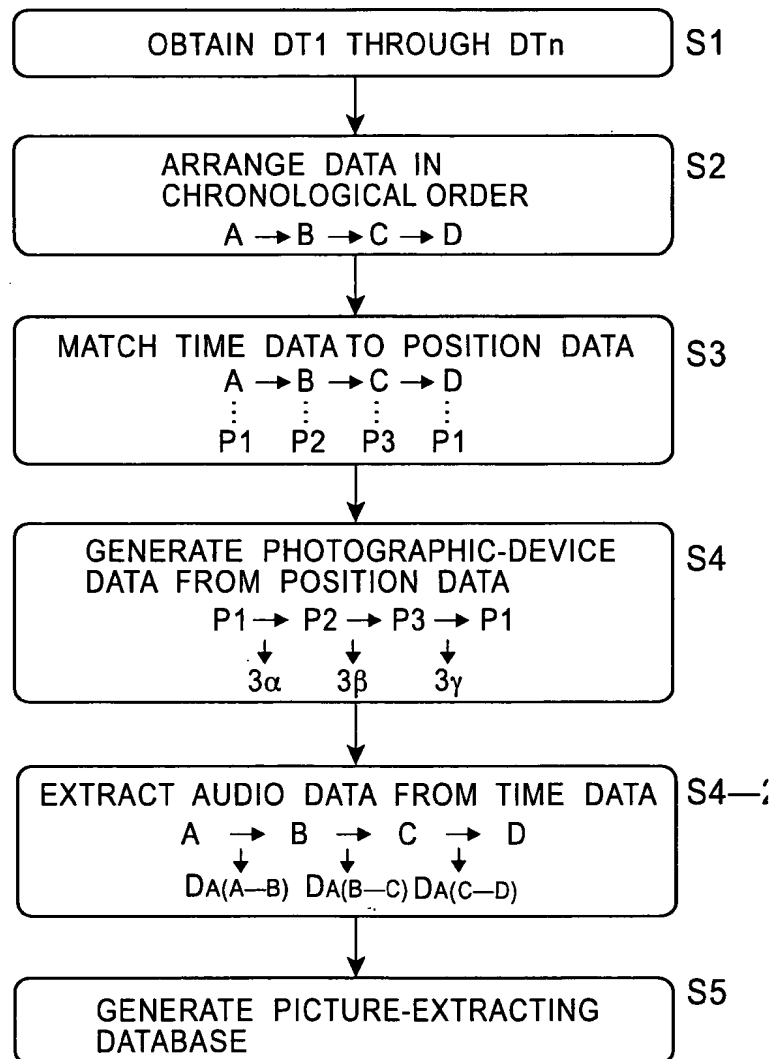 OBTAIN DT1 THROUGH DTn S1
ARRANGE DATA IN S2
CHRONOLOGICAL ORDER
A → B → C → D
MATCH TIME DATA TO POSITION DATA S3
A → B → C → D
P1 P2 P3 P1
GENERATE PHOTOGRAPHIC-DEVICE S4
DATA FROM POSITION DATA
P1 → P2 → P3 → P1
3α 3β 3γ
EXTRACT AUDIO DATA FROM TIME DATA S4—2
A → B → C → D
DA(A—B) DA(B—C) DA(C—D)
GENERATE PICTURE-EXTRACTING S5
DATABASE